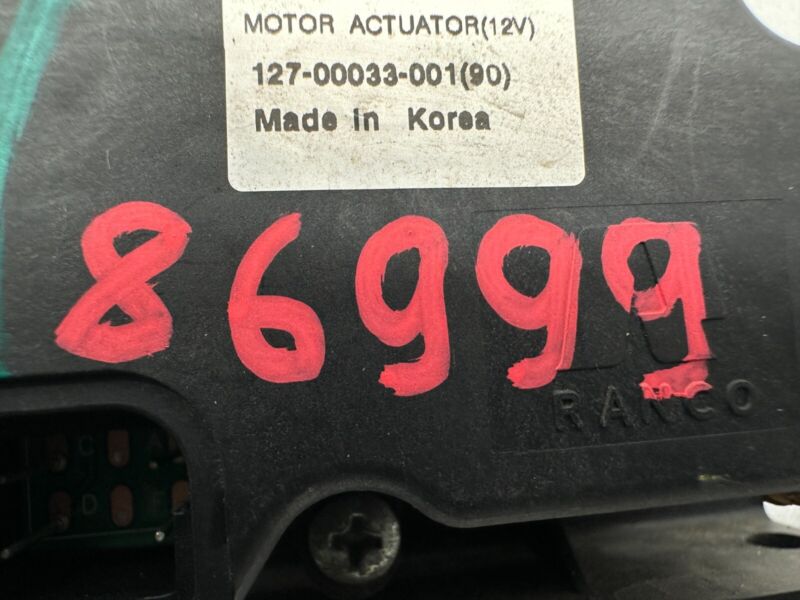 MOTOR ACTUATOR(12V)
127-00033-001(90)
Made in Korea
86999
RANCO
C A
D